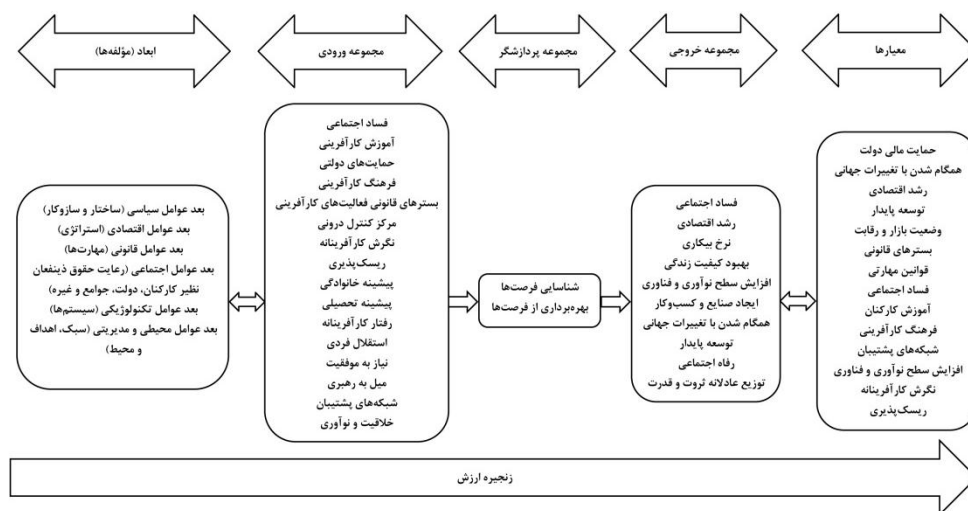 ابعاد (مؤلفه‌ها)
مجموعه ورودی
مجموعه پردازشگر
مجموعه خروجی
معیارها
بعد عوامل سیاسی (ساختار و سازوکار)
بعد عوامل اقتصادی (استراتژی)
بعد عوامل قانونی (مهارت‌ها)
بعد عوامل اجتماعی (رعایت حقوق ذینفعان
نظیر کارکنان، دولت، جوامع و غیره)
بعد عوامل تکنولوژیکی (سیستم‌ها)
بعد عوامل محیطی و مدیریتی (سبک، اهداف
و محیط)
فساد اجتماعی
آموزش کارآفرینی
حمایت‌های دولتی
فرهنگ کارآفرینی
بسترهای قانونی فعالیت‌های کارآفرینی
مرکز کنترل درونی
نگرش کارآفرینانه
ریسک‌پذیری
پیشینه خانوادگی
پیشینه تحصیلی
رفتار کارآفرینانه
استقلال فردی
نیاز به موفقیت
میل به رهبری
شبکه‌های پشتیبان
خلاقیت و نوآوری
شناسایی فرصت‌ها
بهره‌برداری از فرصت‌ها
فساد اجتماعی
رشد اقتصادی
نرخ بیکاری
بهبود کیفیت زندگی
افزایش سطح نوآوری و فناوری
ایجاد صنایع و کسب‌وکار
همگام شدن با تغییرات جهانی
توسعه پایدار
رفاه اجتماعی
توزیع عادلانه ثروت و قدرت
حمایت مالی دولت
همگام شدن با تغییرات جهانی
رشد اقتصادی
توسعه پایدار
وضعیت بازار و رقابت
بسترهای قانونی
قوانین مهارتی
فساد اجتماعی
آموزش کارکنان
فرهنگ کارآفرینی
شبکه‌های پشتیبان
افزایش سطح نوآوری و فناوری
نگرش کارآفرینانه
ریسک‌پذیری
زنجیره ارزش